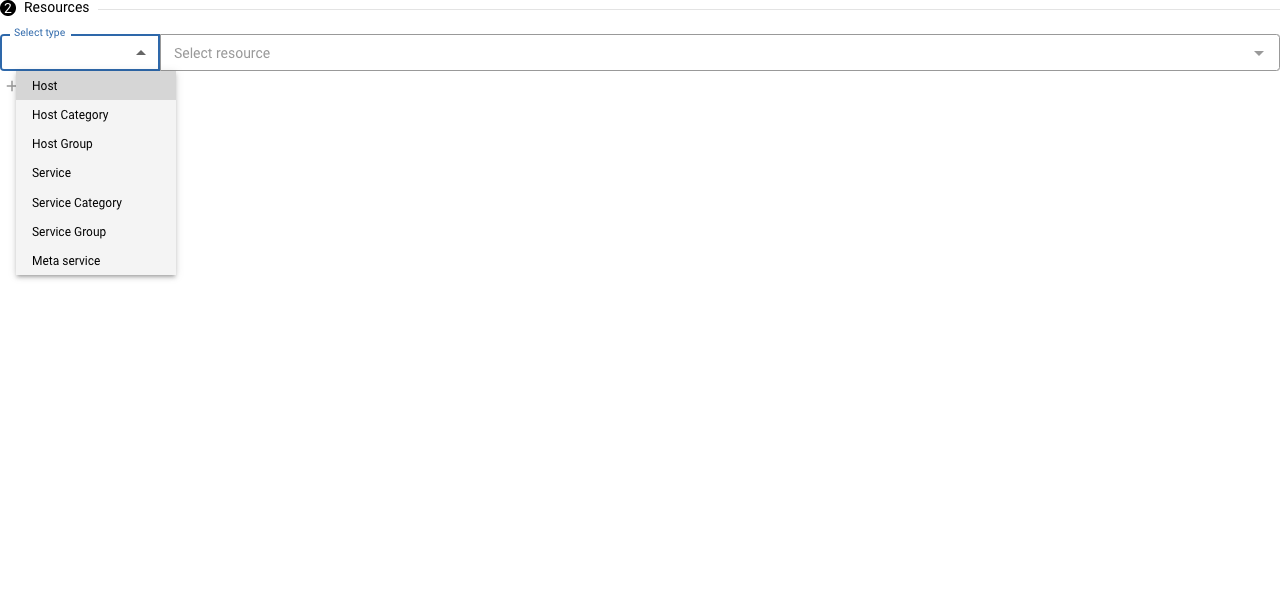 2 Resources
Select type
Select resource
Host
Host Category
Host Group
Service
Service Category
Service Group
Meta service